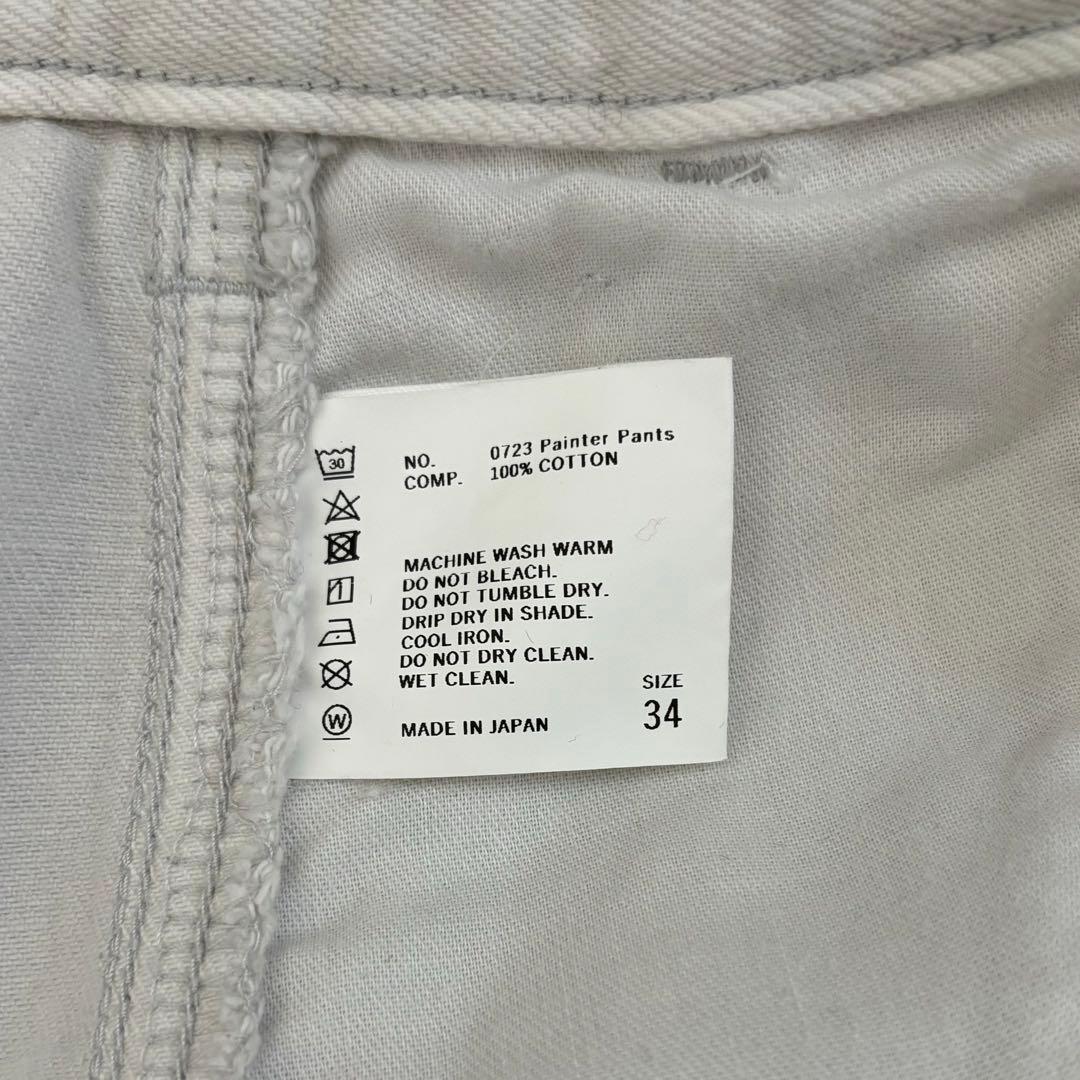 30
NO. 0723 Painter Pants
COMP. 100% COTTON
MACHINE WASH WARM
DO NOT BLEACH.
DO NOT TUMBLE DRY.
DRIP DRY IN SHADE.
COOL IRON.
DO NOT DRY CLEAN.
WET CLEAN.
W
MADE IN JAPAN
SIZE
34